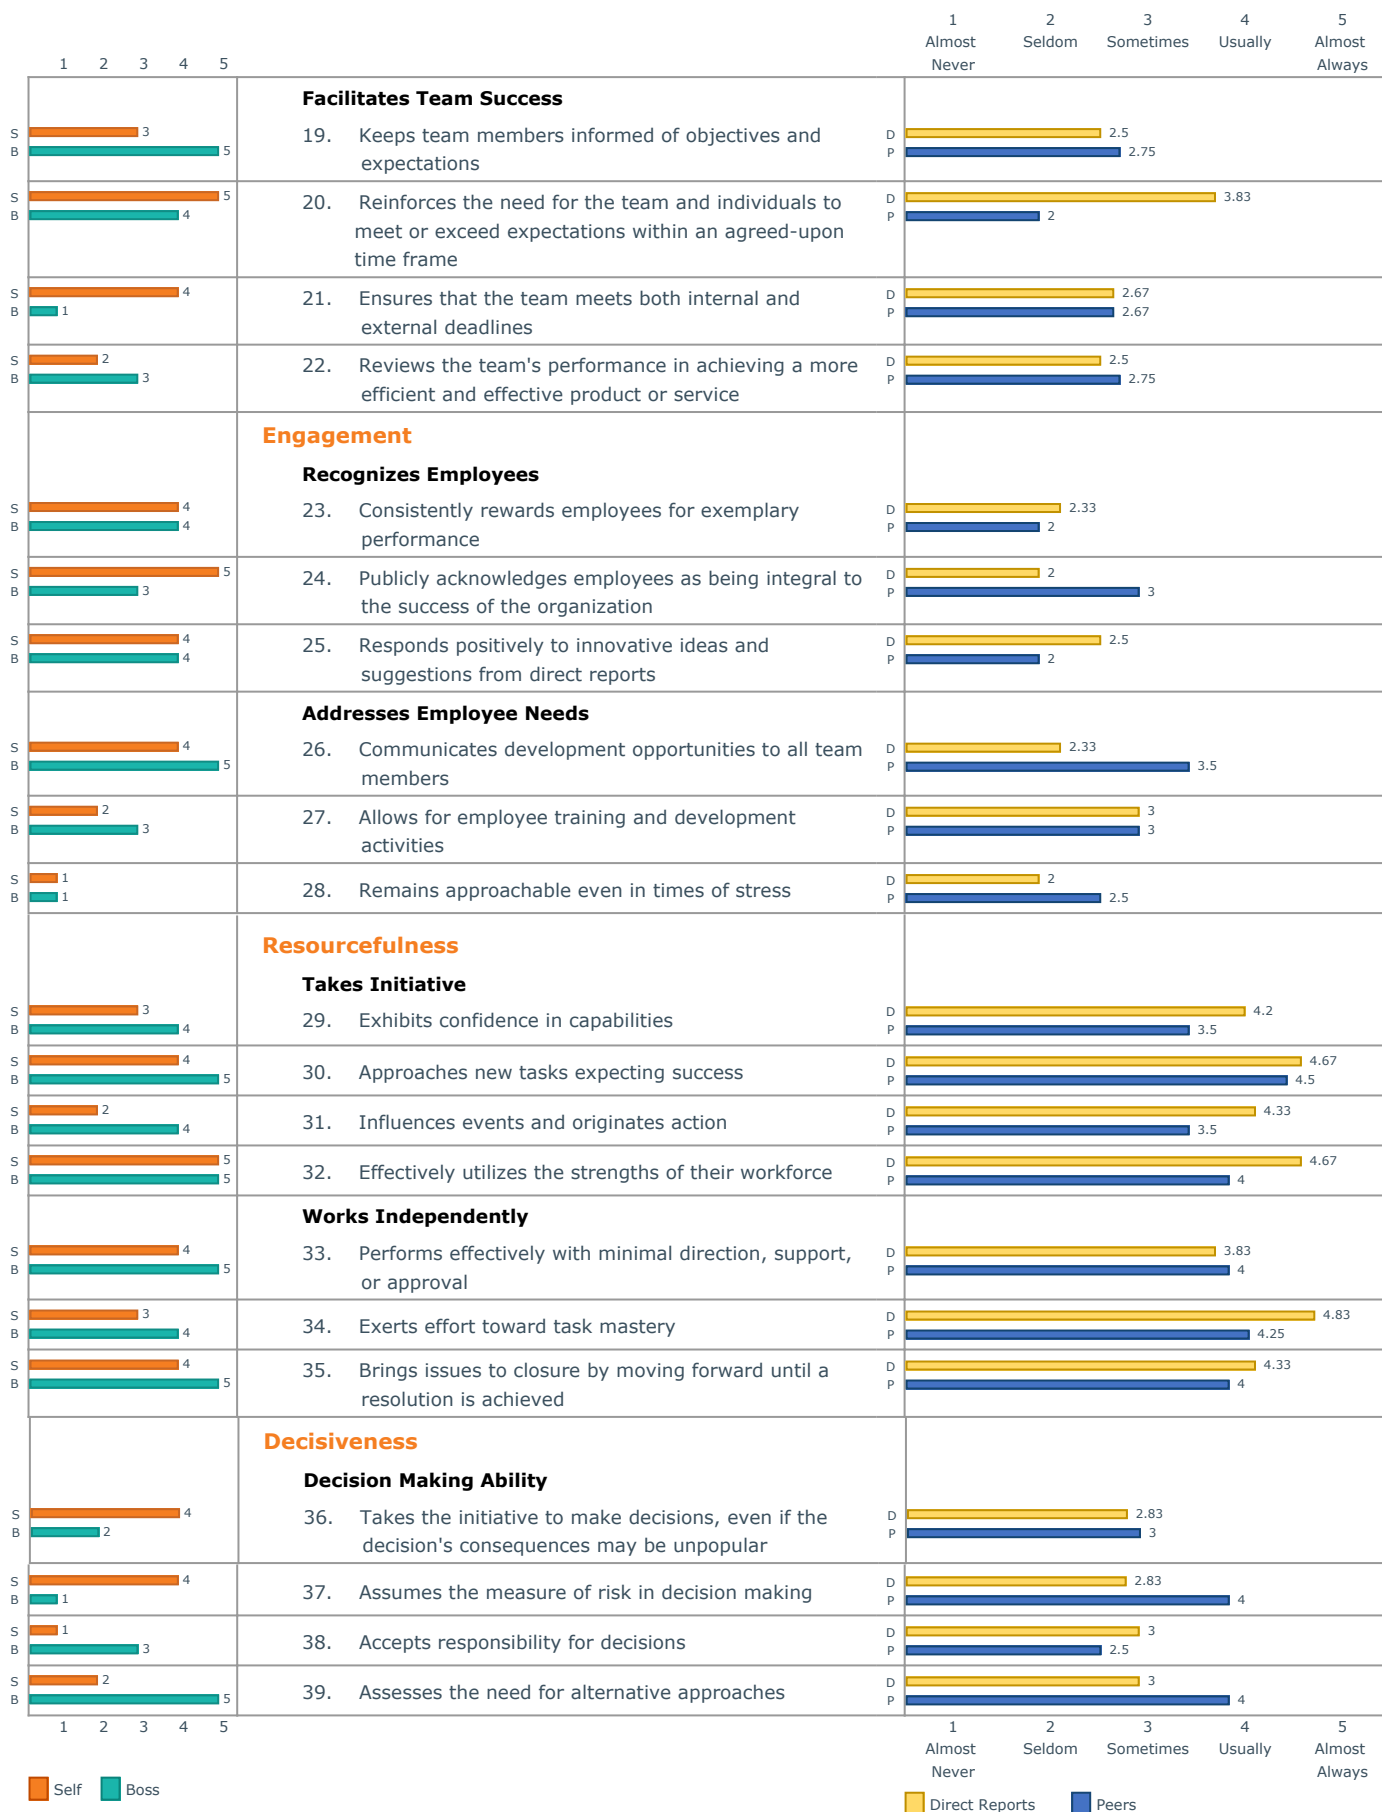 1 2 3 4 5
Almost Seldom Sometimes Usually Almost
1 2 3 4 5 Never Always
Facilitates Team Success
S 3 19. Keeps team members informed of objectives and D 2.5
B 5 expectations P 2.75
S 5 20. Reinforces the need for the team and individuals to D 3.83
B 4 meet or exceed expectations within an agreed-upon P 2
time frame
S 4 21. Ensures that the team meets both internal and D 2.67
B 1 external deadlines P 2.67
S 2 22. Reviews the team's performance in achieving a more D 2.5
B 3 efficient and effective product or service P 2.75
Engagement
Recognizes Employees
S 4 23. Consistently rewards employees for exemplary D 2.33
B 4 performance P 2
S 5 24. Publicly acknowledges employees as being integral to D 2
B 3 the success of the organization P 3
S 4 25. Responds positively to innovative ideas and D 2.5
B 4 suggestions from direct reports P 2
Addresses Employee Needs
S 4 26. Communicates development opportunities to all team D 2.33
B 5 members P 3.5
S 2 27. Allows for employee training and development D 3
B 3 activities P 3
S 1 28. Remains approachable even in times of stress D 2
B 1 P 2.5
Resourcefulness
Takes Initiative
S 3 29. Exhibits confidence in capabilities D 4.2
B 4 P 3.5
S 4 30. Approaches new tasks expecting success D 4.67
B 5 P 4.5
S 2 31. Influences events and originates action D 4.33
B 4 P 3.5
S 5 32. Effectively utilizes the strengths of their workforce D 4.67
B 5 P 4
Works Independently
S 4 33. Performs effectively with minimal direction, support, D 3.83
B 5 or approval P 4
S 3 34. Exerts effort toward task mastery D 4.83
B 4 P 4.25
S 4 35. Brings issues to closure by moving forward until a D 4.33
B 5 resolution is achieved P 4
Decisiveness
Decision Making Ability
S 4 36. Takes the initiative to make decisions, even if the D 2.83
B 2 decision's consequences may be unpopular P 3
S 4 37. Assumes the measure of risk in decision making D 2.83
B 1 P 4
S 1 38. Accepts responsibility for decisions D 3
B 3 P 2.5
S 2 39. Assesses the need for alternative approaches D 3
B 5 P 4
1 2 3 4 5 1 2 3 4 5
Almost Seldom Sometimes Usually Almost
Never Always
Self Boss
Direct Reports Peers